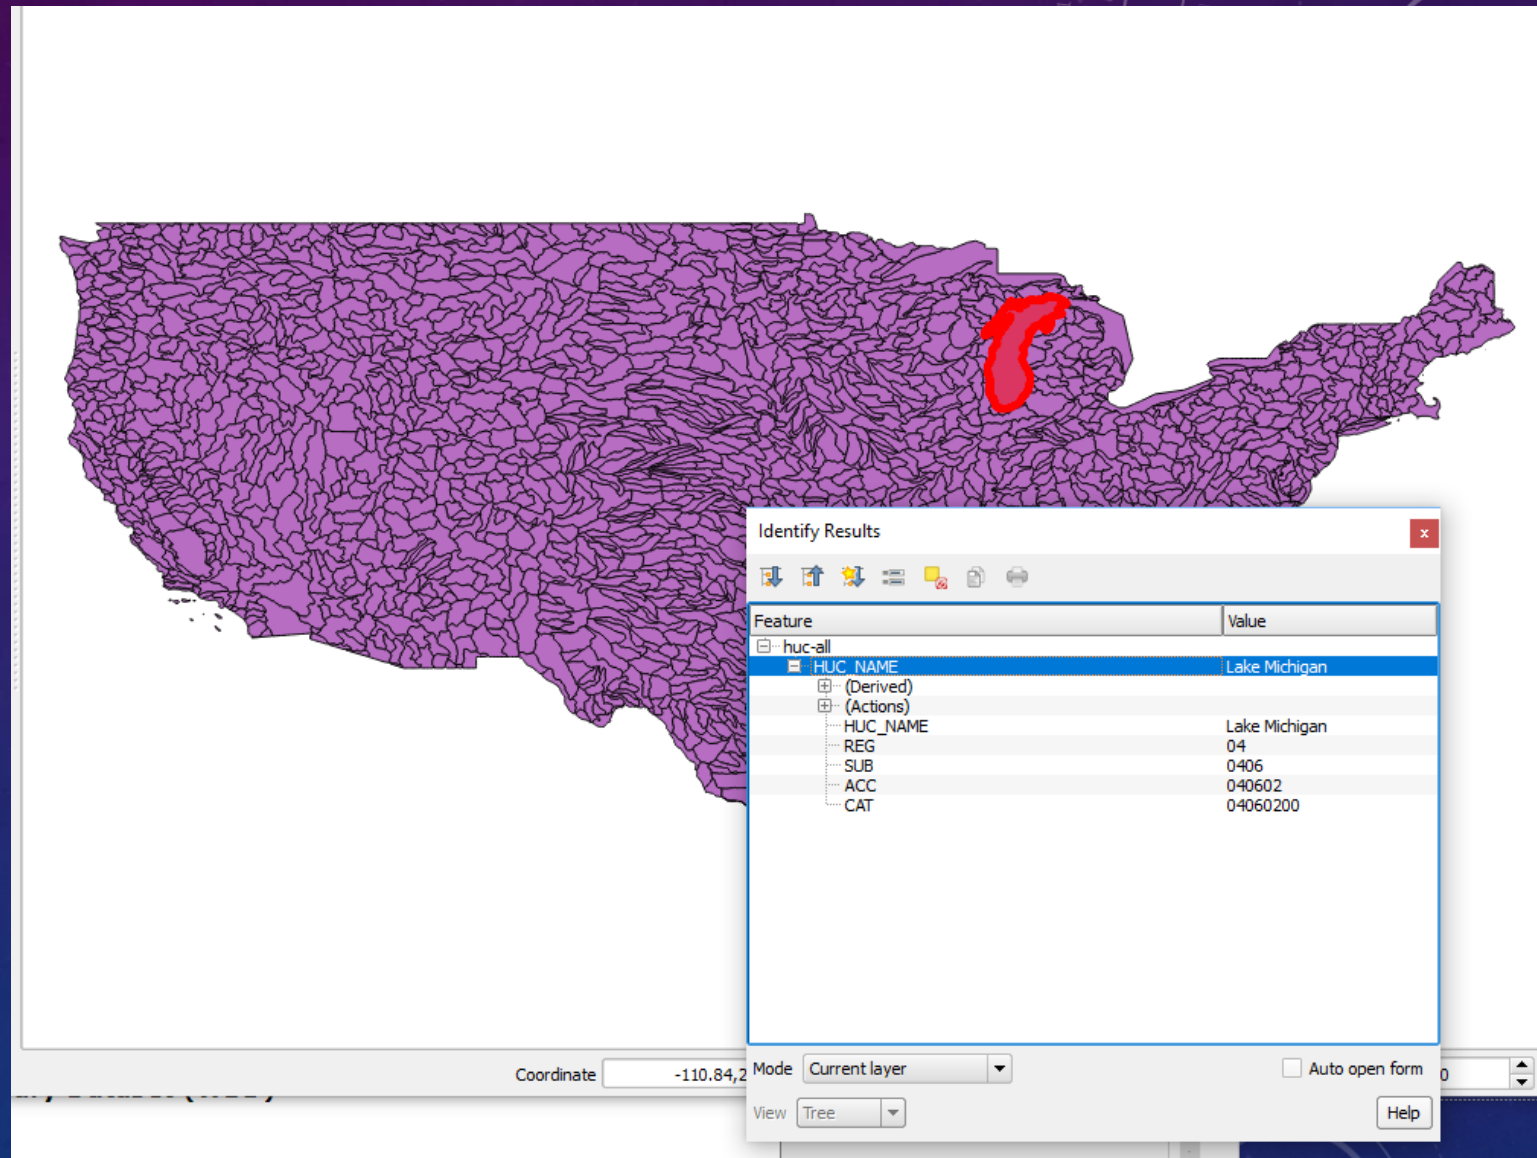 Identify Results
Feature Value
huc-all
HUC_NAME Lake Michigan
(Derived)
(Actions)
HUC_NAME Lake Michigan
REG 04
SUB 0406
ACC 040602
CAT 04060200
Coordinate -110.84,2
Mode Current layer Auto open form 0
View Tree Help